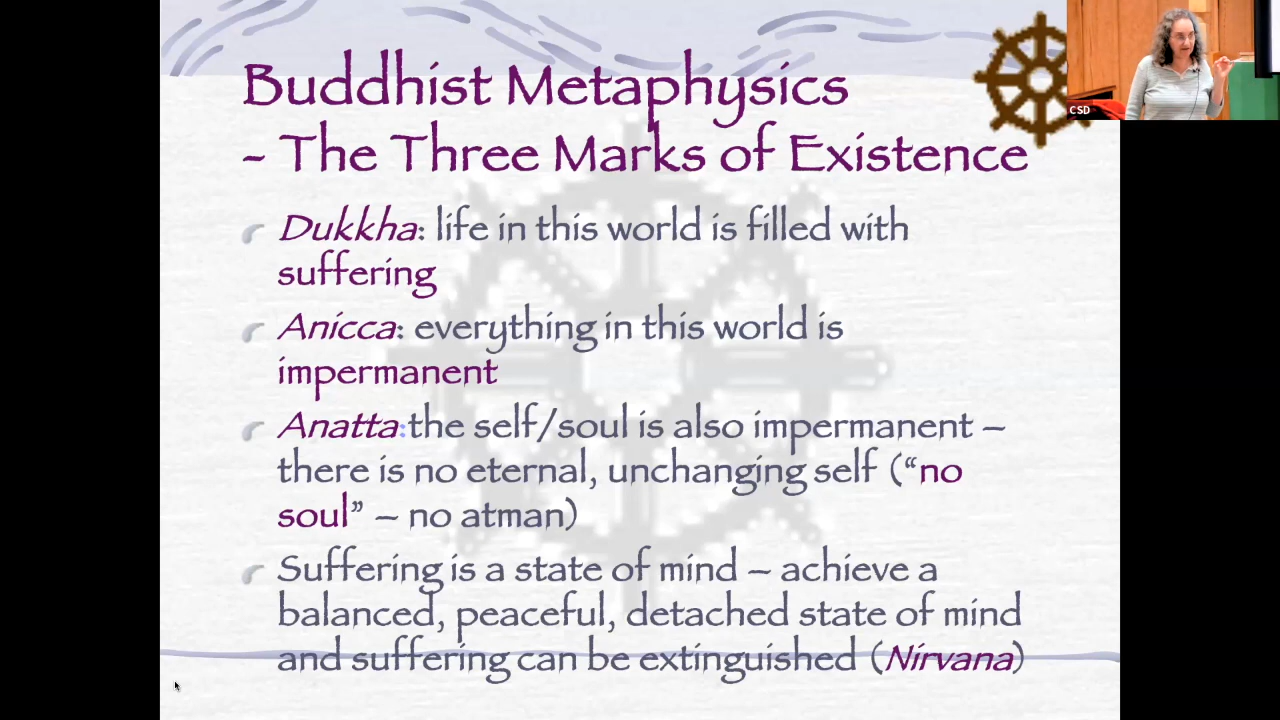 Buddhist Metaphysics
- The Three Marks of Existence
Dukkha: life in this world is filled with
suffering
Anicca: everything in this world is
impermanent
Anatta:the self/soul is also impermanent –
there is no eternal, unchanging self (“no
soul” – no atman)
Suffering is a state of mind – achieve a
balanced, peaceful, detached state of mind
and suffering can be extinguished (Nirvana)
CSD